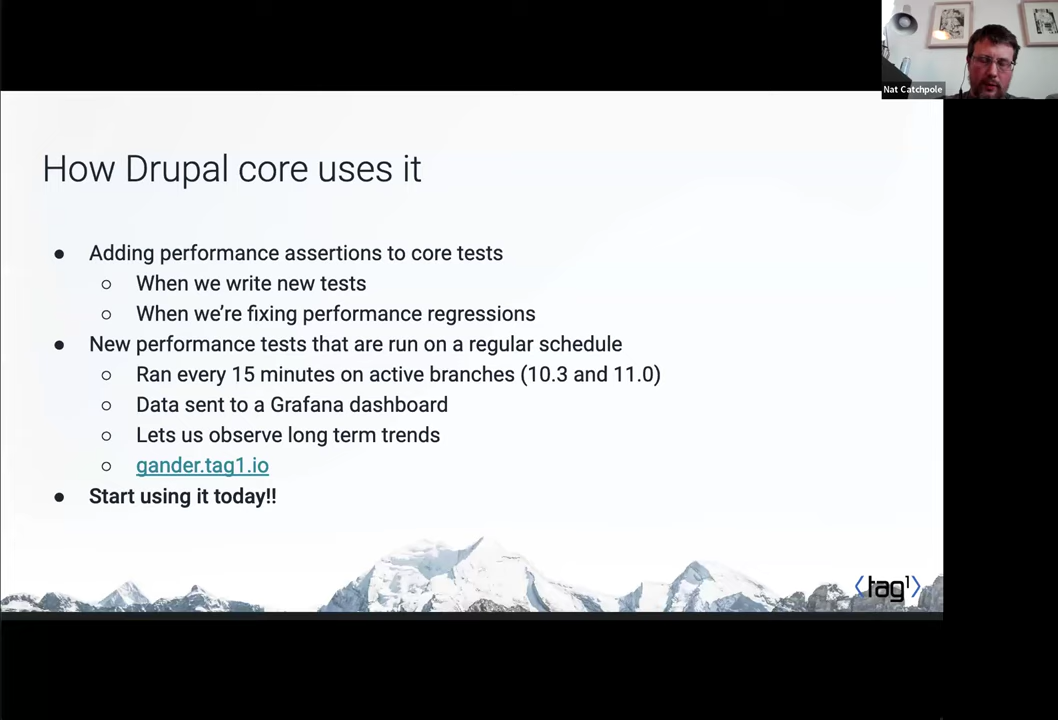 Nat Catchpole
How Drupal core uses it
● Adding performance assertions to core tests
○ When we write new tests
○ When we’re fixing performance regressions
● New performance tests that are run on a regular schedule
○ Ran every 15 minutes on active branches (10.3 and 11.0)
○ Data sent to a Grafana dashboard
○ Lets us observe long term trends
○ gander.tag1.io
● Start using it today!!
〈tag1〉